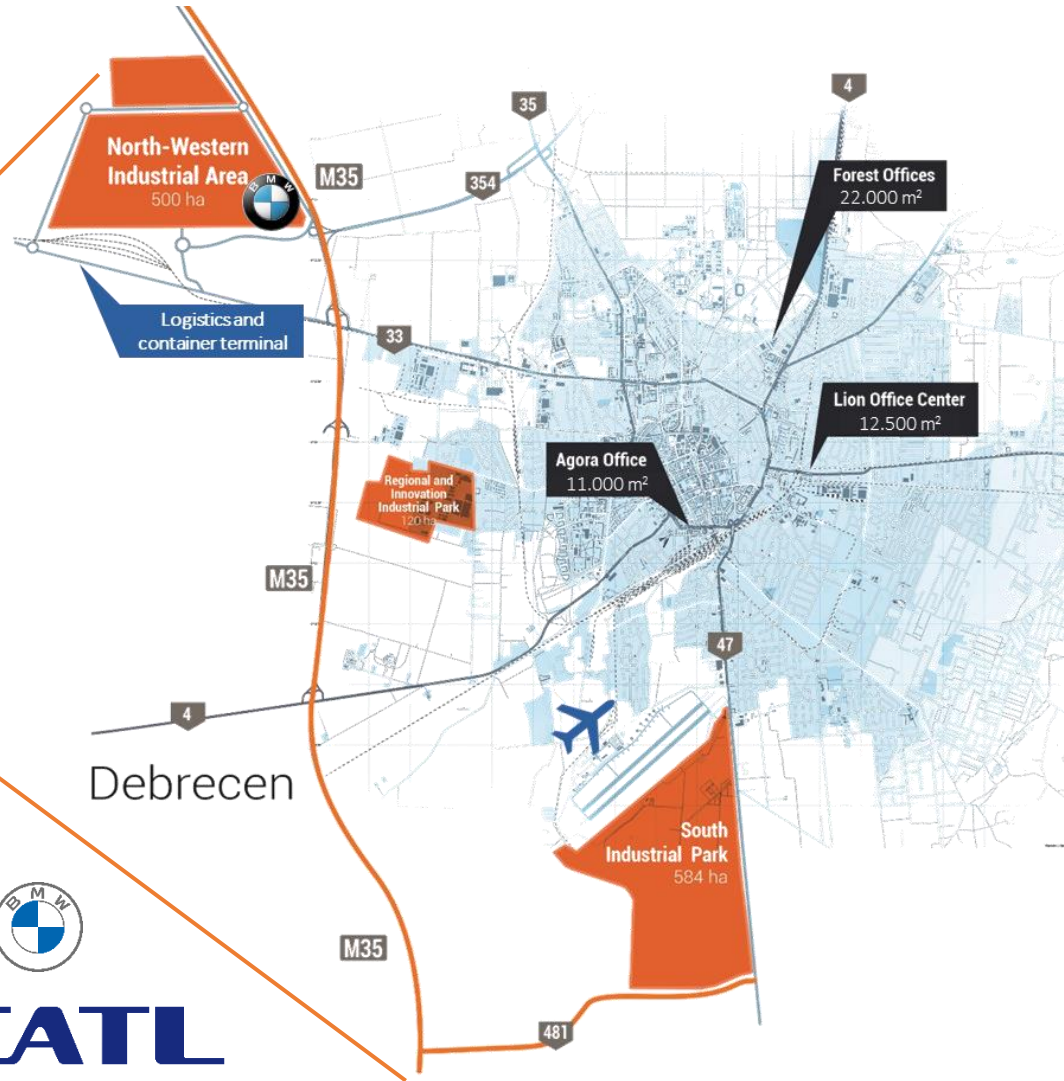 4
35
North-Western
Industrial Area
500 ha
BMW
M35
354
Forest Offices
22.000 m²
Logistics and
container terminal
33
Lion Office Center
12.500 m²
Agora Office
11.000 m²
Regional and
Innovation
Industrial Park
120 ha
M35
47
4
Debrecen
South
Industrial Park
584 ha
BMW
M35
CATL
481